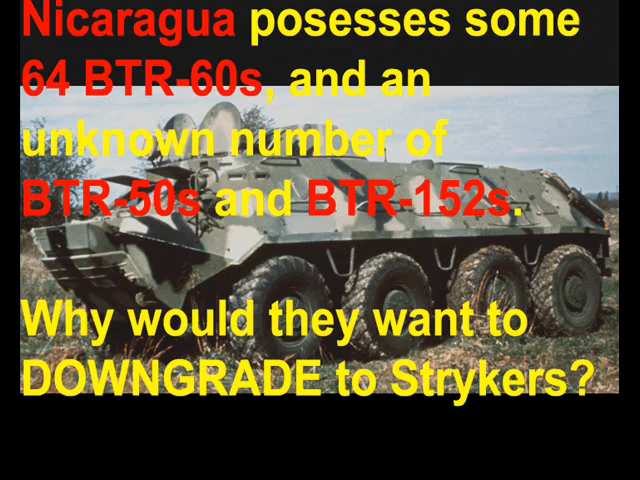 Nicaragua posesses some
64 BTR-60s, and an
unknown number of
BTR-50s and BTR-152s.
Why would they want to
DOWNGRADE to Strykers?